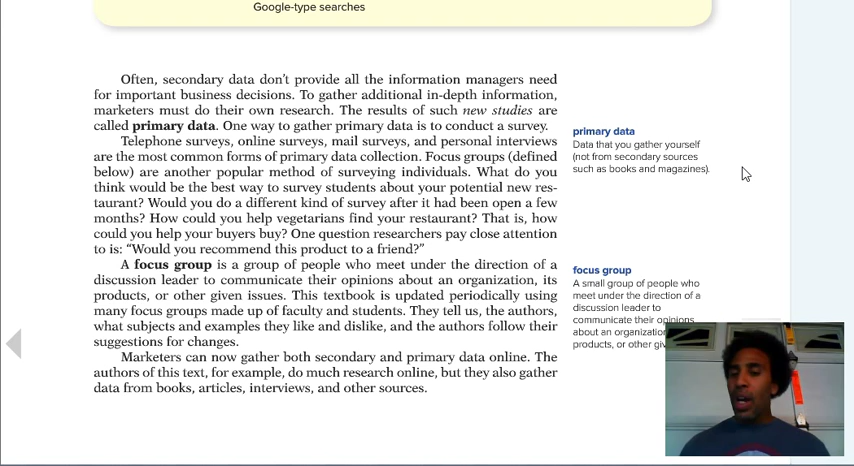 Google-type searches
Often, secondary data don't provide all the information managers need
for important business decisions. To gather additional in-depth information,
marketers must do their own research. The results of such new studies are
called primary data. One way to gather primary data is to conduct a survey.
Telephone surveys, online surveys, mail surveys, and personal interviews
are the most common forms of primary data collection. Focus groups (defined
below) are another popular method of surveying individuals. What do you
think would be the best way to survey students about your potential new res-
taurant? Would you do a different kind of survey after it had been open a few
months? How could you help vegetarians find your restaurant? That is, how
could you help your buyers buy? One question researchers pay close attention
to is: “Would you recommend this product to a friend?”
A focus group is a group of people who meet under the direction of a
discussion leader to communicate their opinions about an organization, its
products, or other given issues. This textbook is updated periodically using
many focus groups made up of faculty and students. They tell us, the authors,
what subjects and examples they like and dislike, and the authors follow their
suggestions for changes.
Marketers can now gather both secondary and primary data online. The
authors of this text, for example, do much research online, but they also gather
data from books, articles, interviews, and other sources.
primary data
Data that you gather yourself
(not from secondary sources
such as books and magazines).
focus group
A small group of people who
meet under the direction of a
discussion leader to
communicate their opinions
about an organization
products, or other giv